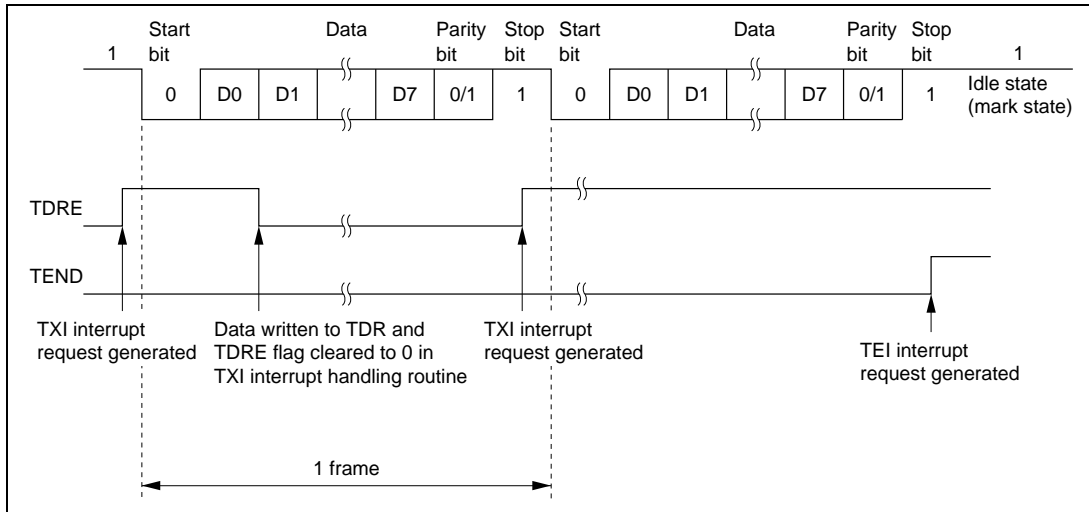 Start bit
Data
Parity bit
Stop bit
Start bit
Data
Parity bit
Stop bit
1
1
0
D0
D1
D7
0/1
1
0
D0
D1
D7
0/1
1
Idle state
(mark state)
TDRE
TEND
TXI interrupt
request generated
Data written to TDR and
TDRE flag cleared to 0 in
TXI interrupt handling routine
TXI interrupt
request generated
TEI interrupt
request generated
1 frame